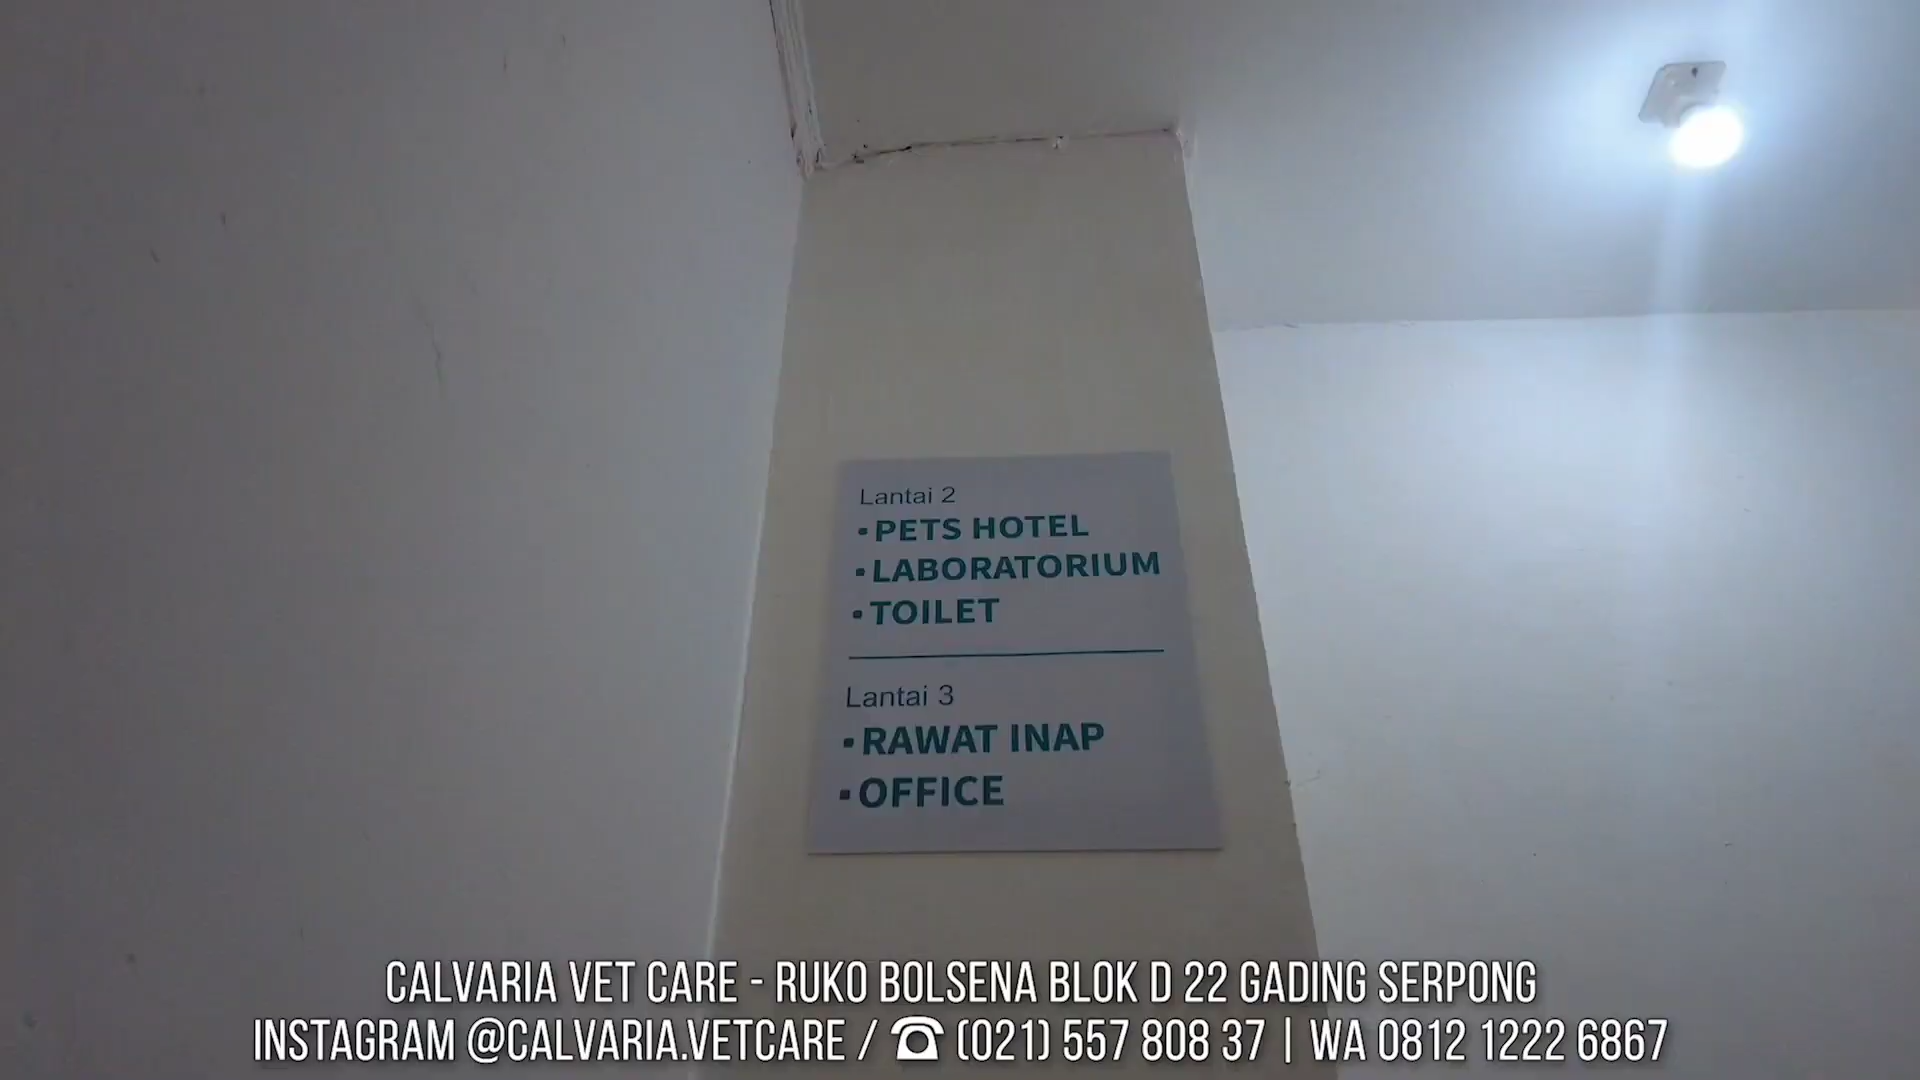 Lantai 2
▪ PETS HOTEL
▪ LABORATORIUM
▪ TOILET
Lantai 3
▪ RAWAT INAP
▪ OFFICE
CALVARIA VET CARE - RUKO BOLSENA BLOK D 22 GADING SERPONG
INSTAGRAM @CALVARIA.VETCARE / ☎ (021) 557 808 37 | WA 0812 1222 6867